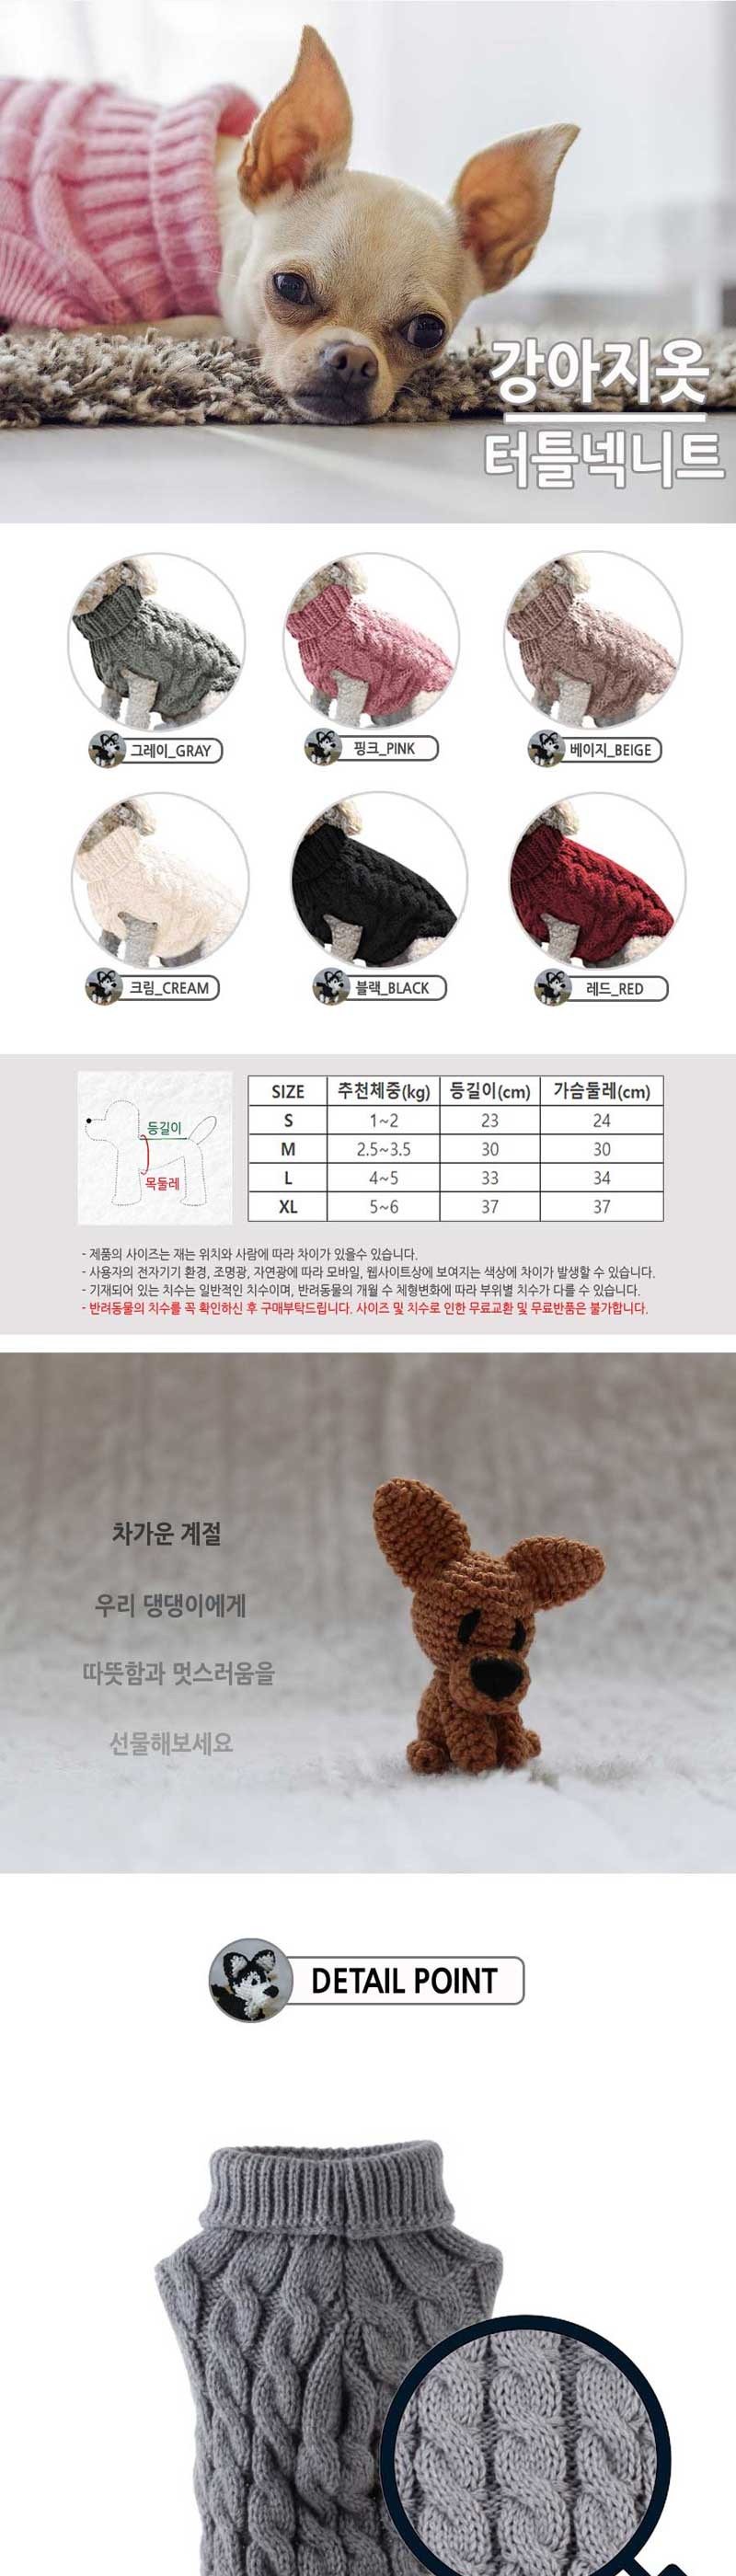 강아지옷
터틀넥니트
그레이_GRAY
핑크_PINK
베이지_BEIGE
크림_CREAM
블랙_BLACK
레드_RED
등길이
목둘레
SIZE 추천체중(kg) 등길이(cm) 가슴둘레(cm)
S 1~2 23 24
M 2.5~3.5 30 30
L 4~5 33 34
XL 5~6 37 37
- 제품의 사이즈는 재는 위치와 사람에 따라 차이가 있을수 있습니다.
- 사용자의 전자기기 환경, 조명광, 자연광에 따라 모바일, 웹사이트상에 보여지는 색상에 차이가 발생할 수 있습니다.
- 기재되어 있는 치수는 일반적인 치수이며, 반려동물의 개월 수 체형변화에 따라 부위별 치수가 다를 수 있습니다.
- 반려동물의 치수를 꼭 확인하신 후 구매부탁드립니다. 사이즈 및 치수로 인한 무료교환 및 무료반품은 불가합니다.
차가운 계절
우리 댕댕이에게
따뜻함과 멋스러움을
선물해보세요
DETAIL POINT